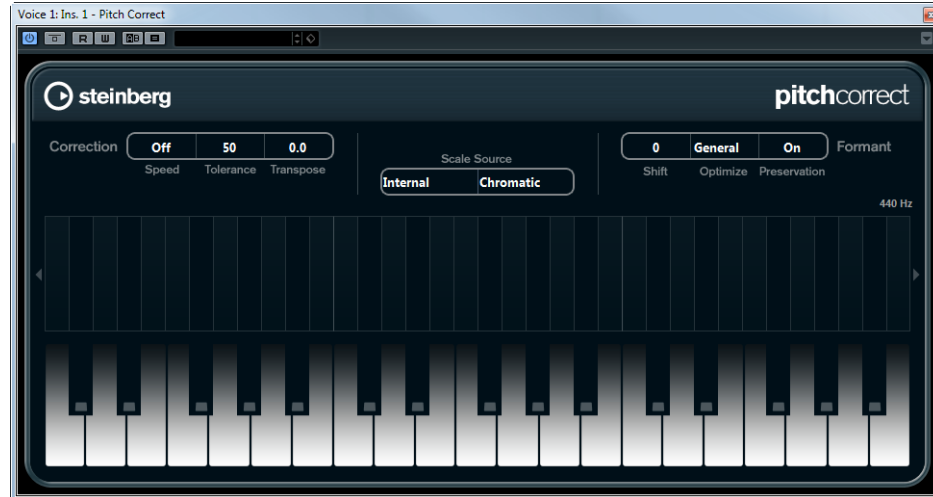 Voice 1: Ins. 1 - Pitch Correct
R W AB
steinberg pitchcorrect
Correction Off 50 0.0 0 General On Formant
Speed Tolerance Transpose Scale Source Shift Optimize Preservation
Internal Chromatic
440 Hz